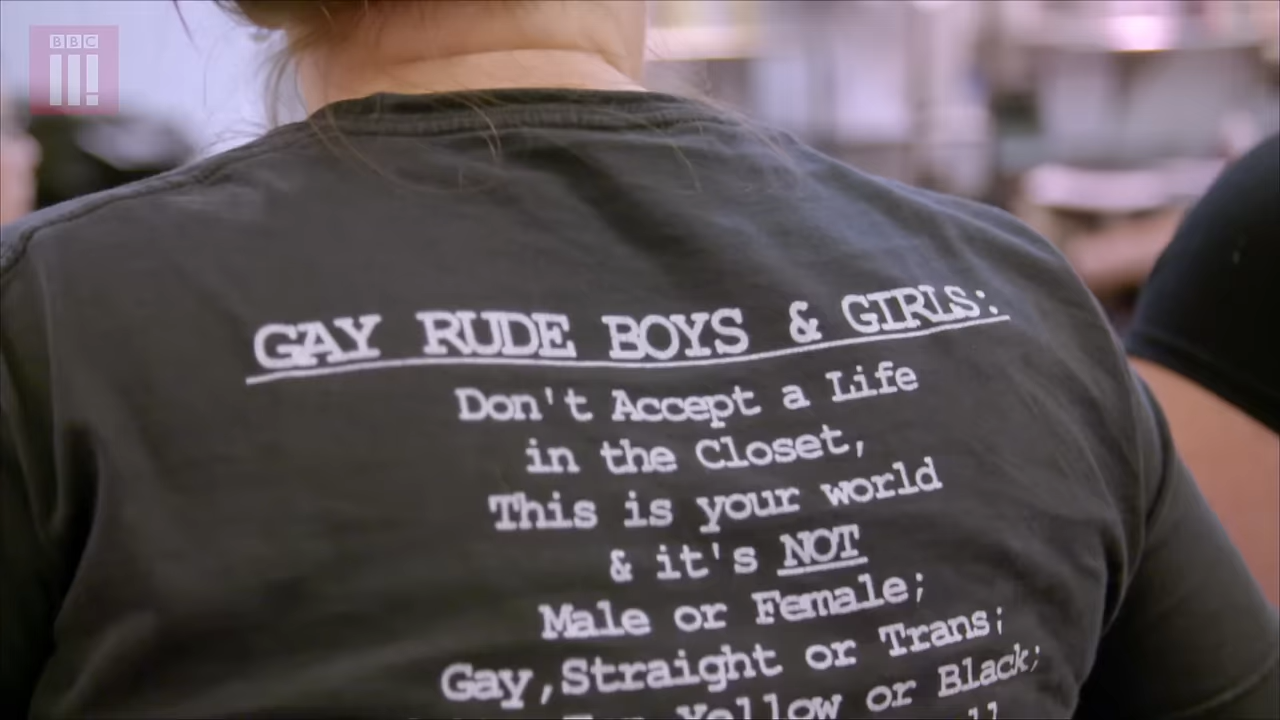 BBC
GAY RUDE BOYS & GIRLS:
Don't Accept a Life
in the Closet,
This is your world
& it's NOT
Male or Female;
Gay, Straight or Trans;
Yellow or Black;